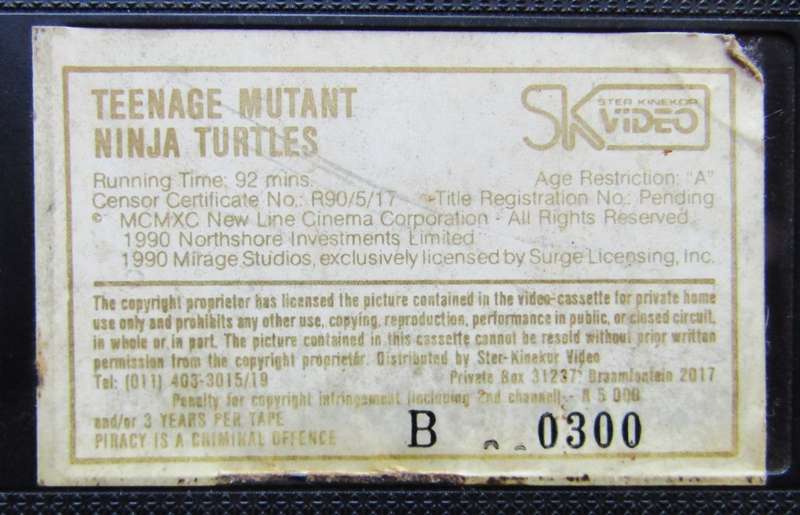 TEENAGE MUTANT
NINJA TURTLES
SK STER KINEKOR
VIDEO
Running Time: 92 mins. Age Restriction: "A"
Censor Certificate No.: R90/5/17 Title Registration No.: Pending
© MCMXC New Line Cinema Corporation - All Rights Reserved.
1990 Northshore Investments Limited
1990 Mirage Studios, exclusively licensed by Surge Licensing, Inc.
The copyright proprietor has licensed the picture contained in the video-cassette for private home
use only and prohibits any other use, copying, reproduction, performance in public, or closed circuit,
in whole or in part. The picture contained in this cassette cannot be resold without prior written
permission from the copyright proprietor. Distributed by Ster-Kinekor Video
Tel: (011) 403-3015/19 Private Box 31237, Braamfontein 2017
Penalty for copyright infringement (including 2nd channel) - R 5 000
and/or 3 YEARS PER TAPE
PIRACY IS A CRIMINAL OFFENCE B 0300